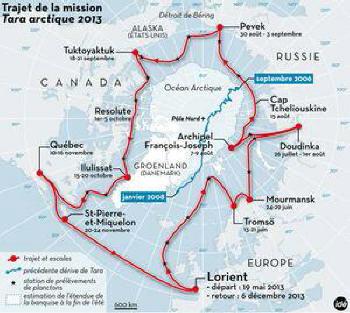 Trajet de la mission
Tara arctique 2013
Détroit de Béring
ALASKA
(ÉTATS-UNIS)
Pevek
30 août - 3 septembre
Tuktoyaktuk
18-21 septembre
RUSSIE
septembre 2006
CANADA
Océan Arctique
Cap
Tchéliouskine
15 août
Resolute
1er-5 octobre
Pôle Nord +
Archipel
François-Joseph
7-9 août
Doudinka
26 juillet - 1er août
Québec
10-16 novembre
Ilulissat
15-20 octobre
GROENLAND
(DANEMARK)
Mourmansk
24-29 juin
janvier 2008
St-Pierre-
et-Miquelon
20-24 novembre
Tromsö
13-21 juin
EUROPE
trajet et escales
précédente dérive de Tara
station de prélèvements
de planctons
estimation de l'étendue de
la banquise à la fin de l'été
600 km
Lorient
- départ : 19 mai 2013
- retour : 6 décembre 2013
idé